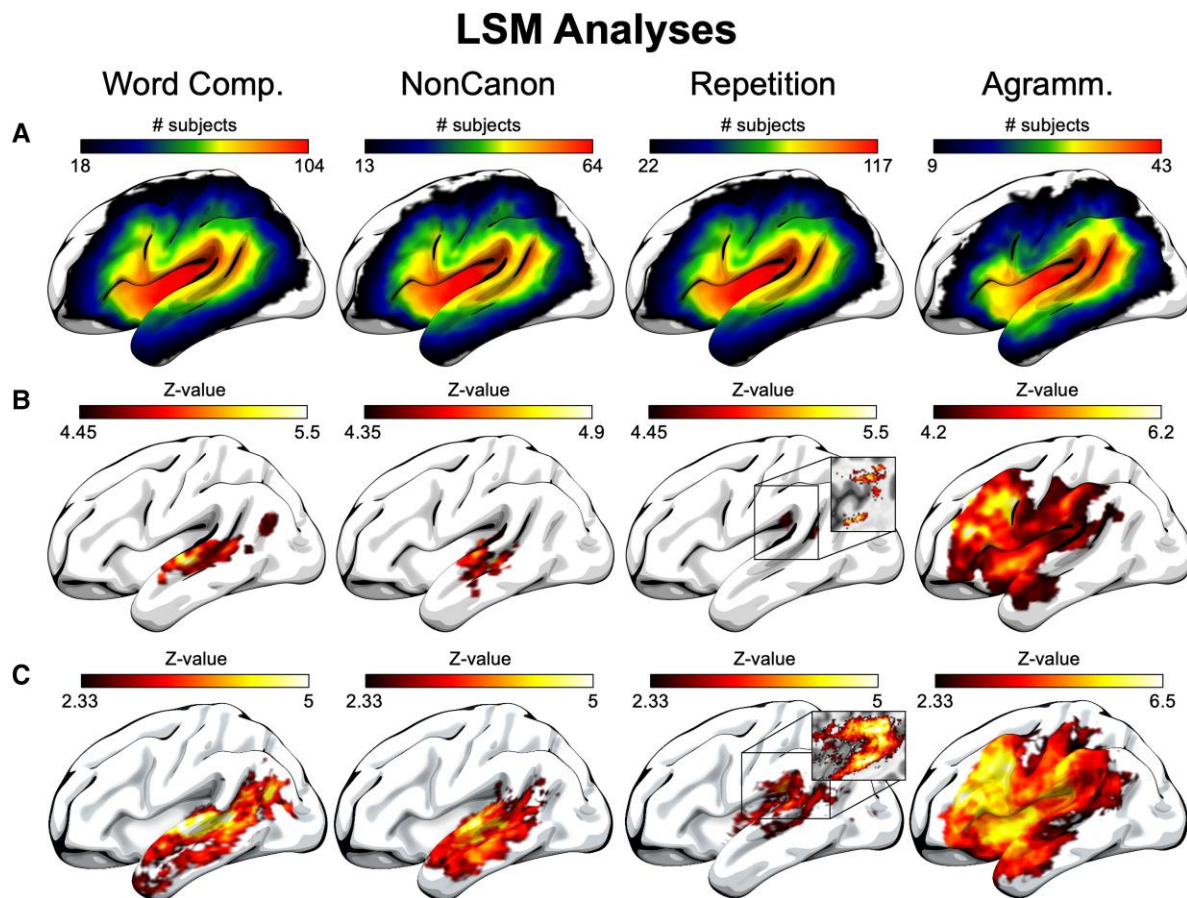 LSM Analyses
Word Comp. NonCanon Repetition Agramm.
A
# subjects # subjects # subjects # subjects
18 104 13 64 22 117 9 43
B
Z-value Z-value Z-value Z-value
4.45 5.5 4.35 4.9 4.45 5.5 4.2 6.2
C
Z-value Z-value Z-value Z-value
2.33 5 2.33 5 2.33 5 2.33 6.5